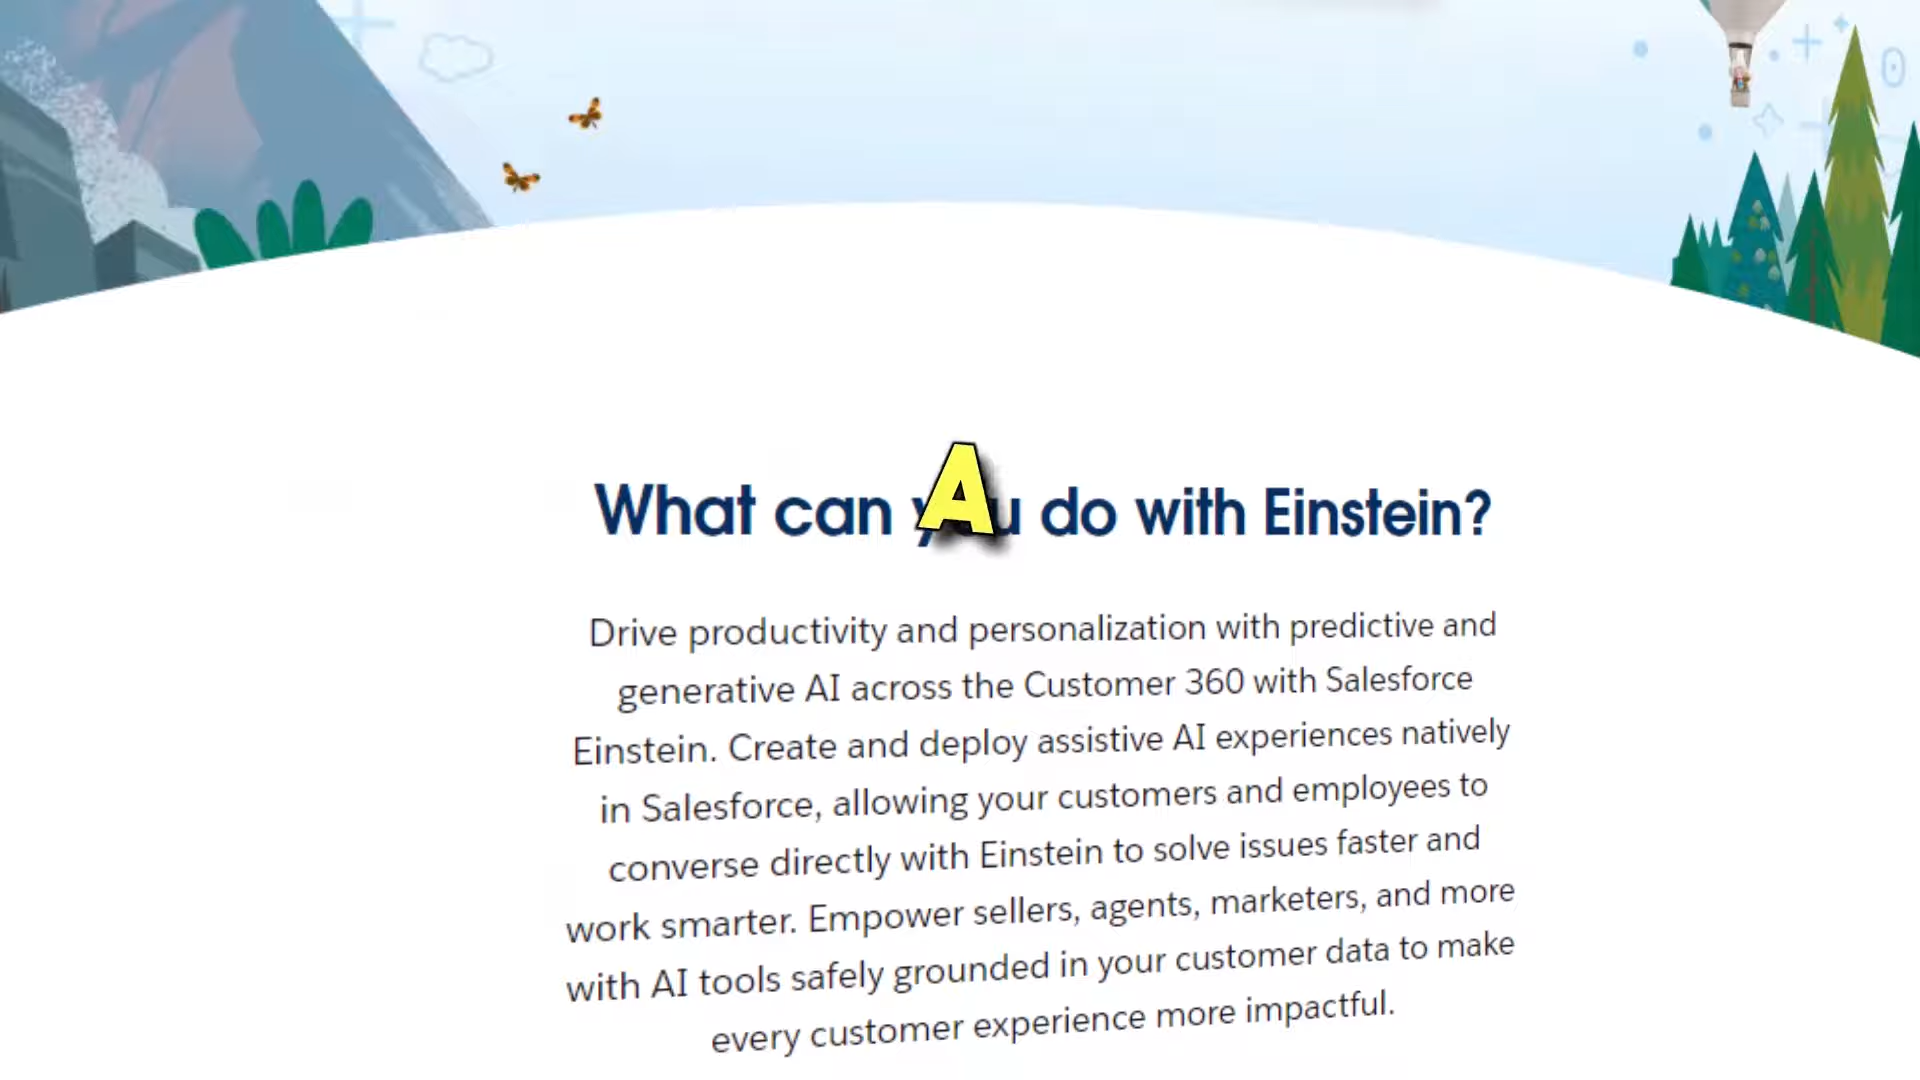 What can you do with Einstein?
A
Drive productivity and personalization with predictive and
generative AI across the Customer 360 with Salesforce
Einstein. Create and deploy assistive AI experiences natively
in Salesforce, allowing your customers and employees to
converse directly with Einstein to solve issues faster and
work smarter. Empower sellers, agents, marketers, and more
with AI tools safely grounded in your customer data to make
every customer experience more impactful.